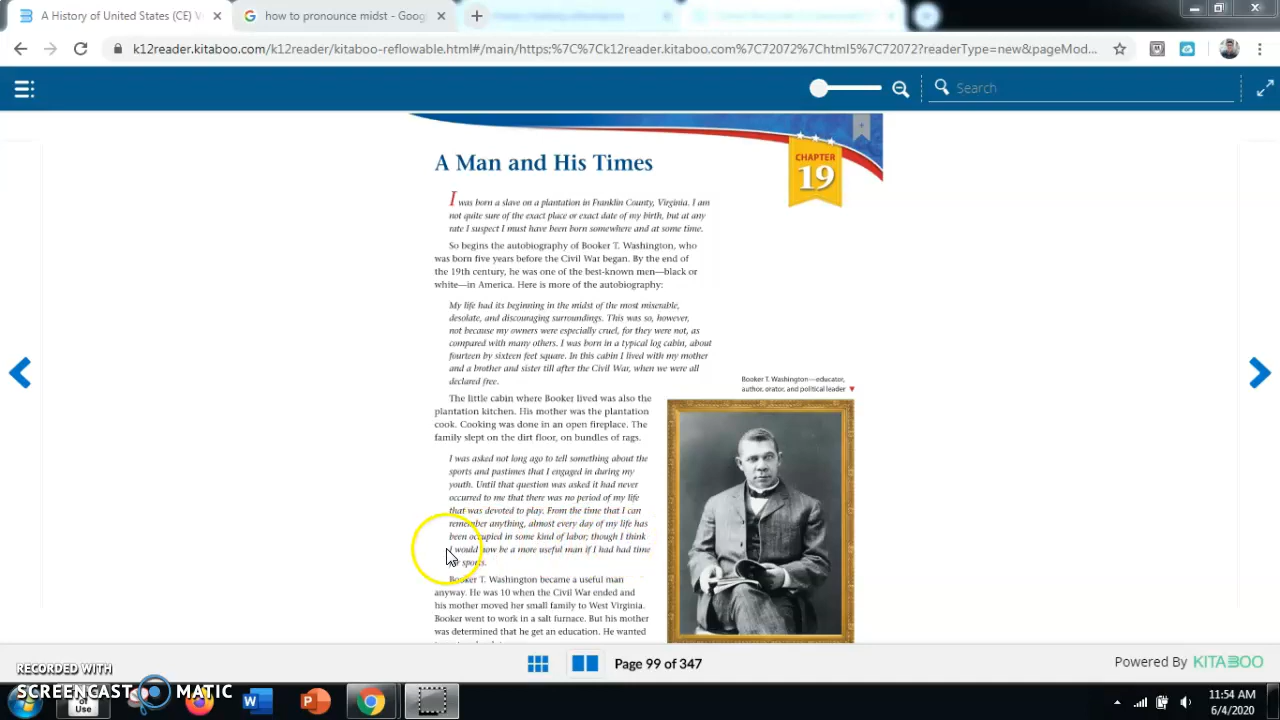 A History of United States (CE) V
how to pronounce midst - Goog
k12reader.kitaboo.com/k12reader/kitaboo-reflowable.html#/main/https;%7C%7Ck12reader.kitaboo.com%7C72072%7Chtml5%7C72072?readerType=new&pageMod...
Search
CHAPTER
19
A Man and His Times
I was born a slave on a plantation in Franklin County, Virginia. I am
not quite sure of the exact place or exact date of my birth, but at any
rate I suspect I must have been born somewhere and at some time.
So begins the autobiography of Booker T. Washington, who
was born five years before the Civil War began. By the end of
the 19th century, he was one of the best-known men—black or
white—in America. Here is more of the autobiography:
My life had its beginning in the midst of the most miserable,
desolate, and discouraging surroundings. This was so, however,
not because my owners were especially cruel, for they were not, as
compared with many others. I was born in a typical log cabin, about
fourteen by sixteen feet square. In this cabin I lived with my mother
and a brother and sister till after the Civil War, when we were all
declared free.
Booker T. Washington—educator,
author, orator, and political leader
The little cabin where Booker lived was also the
plantation kitchen. His mother was the plantation
cook. Cooking was done in an open fireplace. The
family slept on the dirt floor, on bundles of rags.
I was asked not long ago to tell something about the
sports and pastimes that I engaged in during my
youth. Until that question was asked it had never
occurred to me that there was no period of my life
that was devoted to play. From the time that I can
remember anything, almost every day of my life has
been occupied in some kind of labor; though I think
I would now be a more useful man if I had had time
sports.
Booker T. Washington became a useful man
anyway. He was 10 when the Civil War ended and
his mother moved her small family to West Virginia.
Booker went to work in a salt furnace. But his mother
was determined that he get an education. He wanted
Page 99 of 347
Powered By KITABOO
RECORDED WITH
SCREENCAST MATIC
of
Use
11:54 AM
6/4/2020